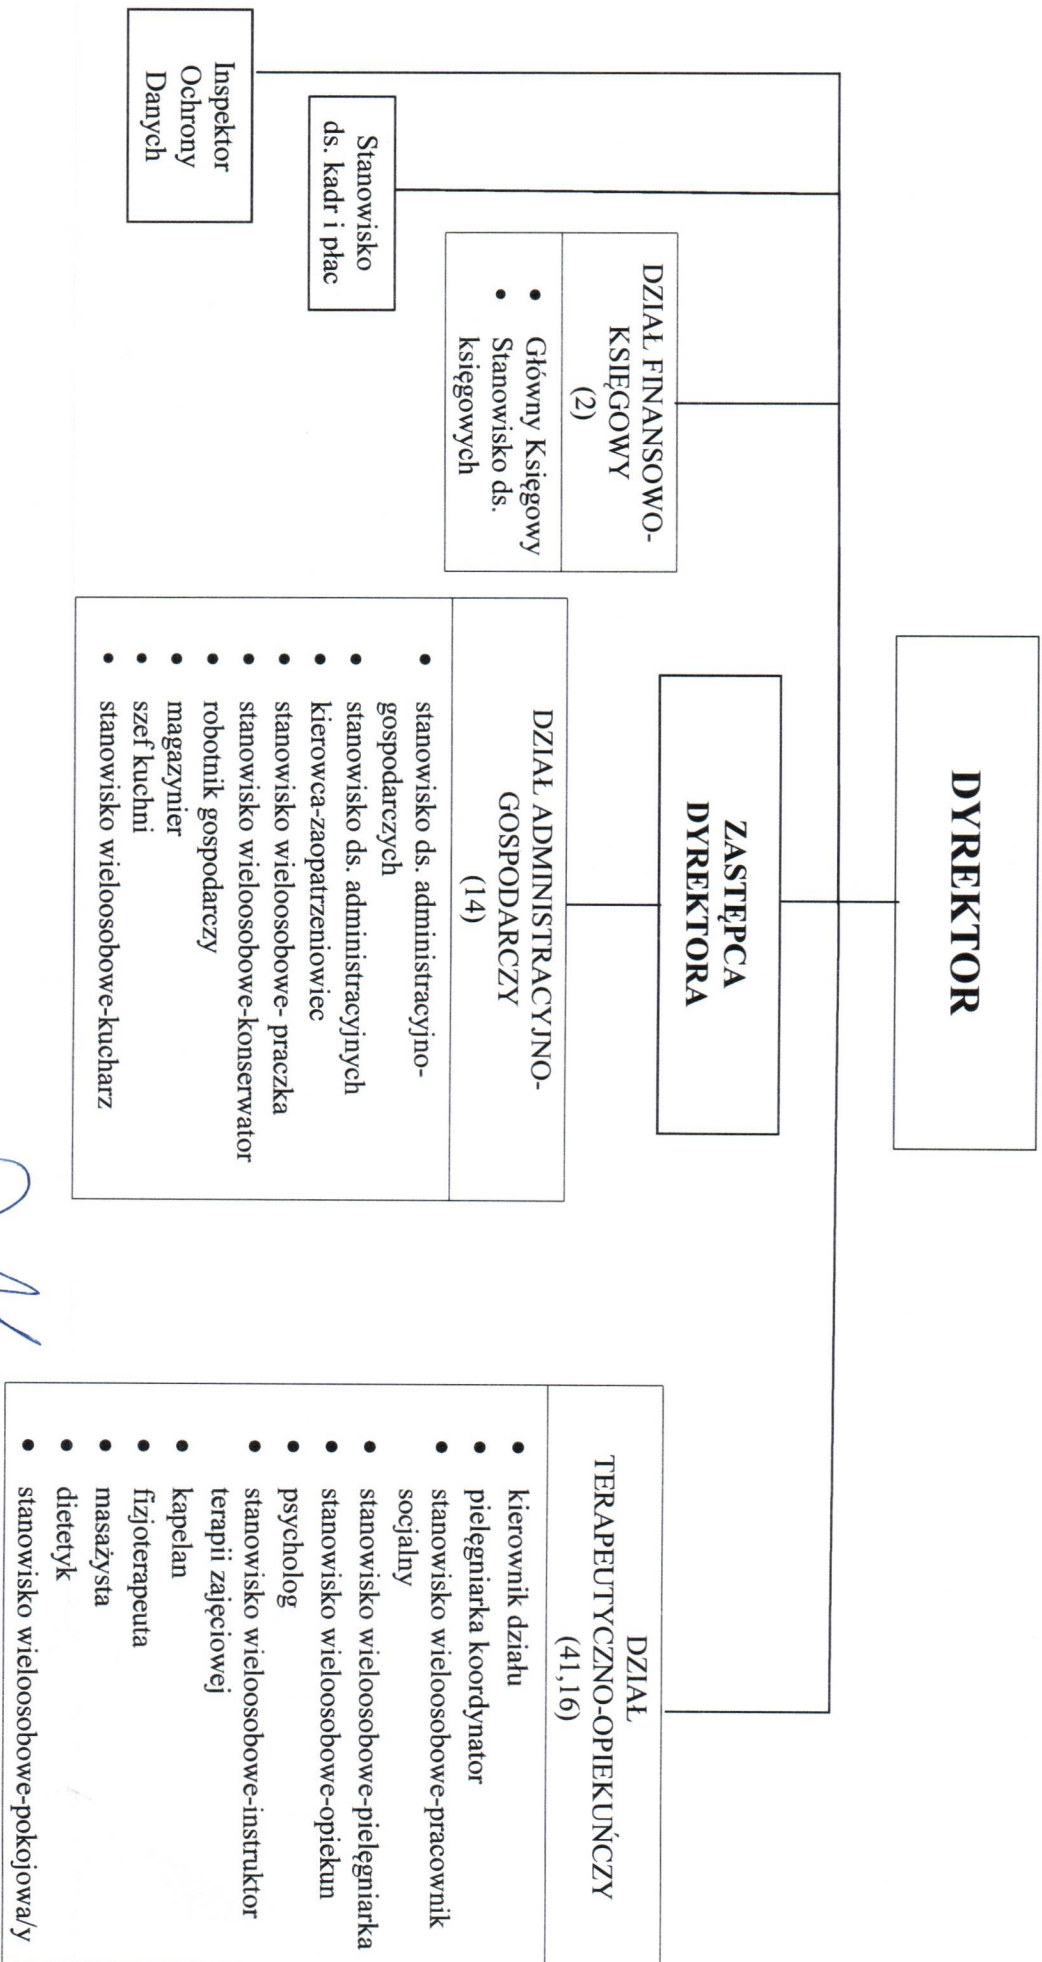 DYREKTOR
ZASTĘPCA
DYREKTORA
Inspektor
Ochrony
Danych
Stanowisko
ds. kadr i płac
DZIAŁ FINANSOWO-
KSIĘGOWY
(2)
• Główny Księgowy
• Stanowisko ds.
księgowych
DZIAŁ ADMINISTRACYJNO-
GOSPODARCZY
(14)
• stanowisko ds. administracyjno-
gospodarczych
• stanowisko ds. administracyjnych
• kierowca-zaopatrzeniowiec
• stanowisko wieloosobowe- praczka
• stanowisko wieloosobowe-konserwator
• robotnik gospodarczy
• magazynier
• szef kuchni
• stanowisko wieloosobowe-kucharz
DZIAŁ
TERAPEUTYCZNO-OPIEKUŃCZY
(41,16)
• kierownik działu
• pielęgniarka koordynator
• stanowisko wieloosobowe-pracownik
socjalny
• stanowisko wieloosobowe-pielęgniarka
• stanowisko wieloosobowe-opiekun
• psycholog
• stanowisko wieloosobowe-instruktor
terapii zajęciowej
• kapelan
• fizjoterapeuta
• masażysta
• dietetyk
• stanowisko wieloosobowe-pokojowa/y